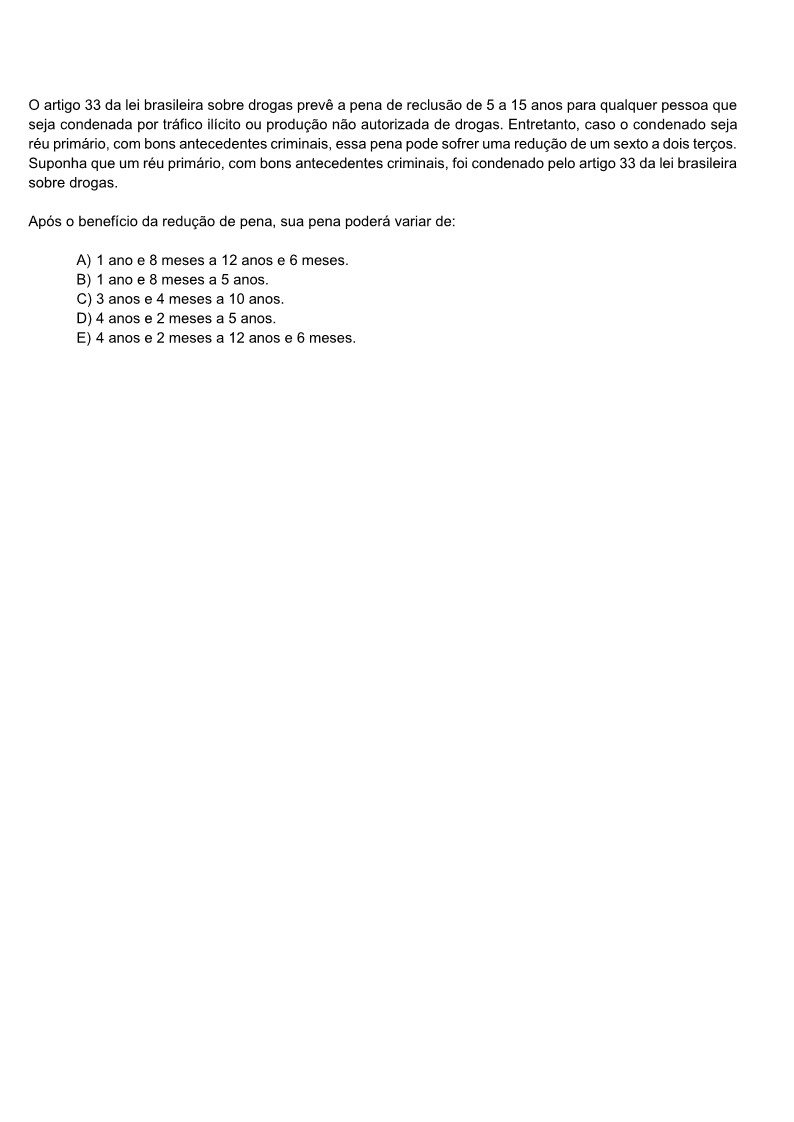 O artigo 33 da lei brasileira sobre drogas prevê a pena de reclusão de 5 a 15 anos para qualquer pessoa que
seja condenada por tráfico ilícito ou produção não autorizada de drogas. Entretanto, caso o condenado seja
réu primário, com bons antecedentes criminais, essa pena pode sofrer uma redução de um sexto a dois terços.
Suponha que um réu primário, com bons antecedentes criminais, foi condenado pelo artigo 33 da lei brasileira
sobre drogas.
Após o benefício da redução de pena, sua pena poderá variar de:
A) 1 ano e 8 meses a 12 anos e 6 meses.
B) 1 ano e 8 meses a 5 anos.
C) 3 anos e 4 meses a 10 anos.
D) 4 anos e 2 meses a 5 anos.
E) 4 anos e 2 meses a 12 anos e 6 meses.